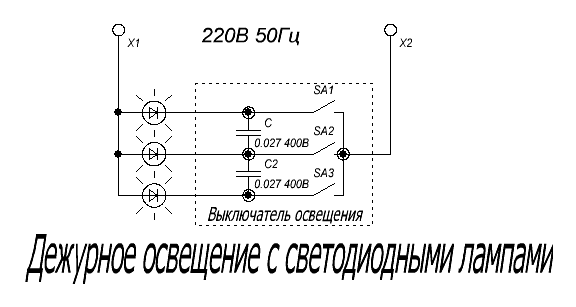 220В 50Гц
X1
X2
SA1
C
0.027 400В
SA2
C2
0.027 400В
SA3
Выключатель освещения
Дежурное освещение с светодиодными лампами